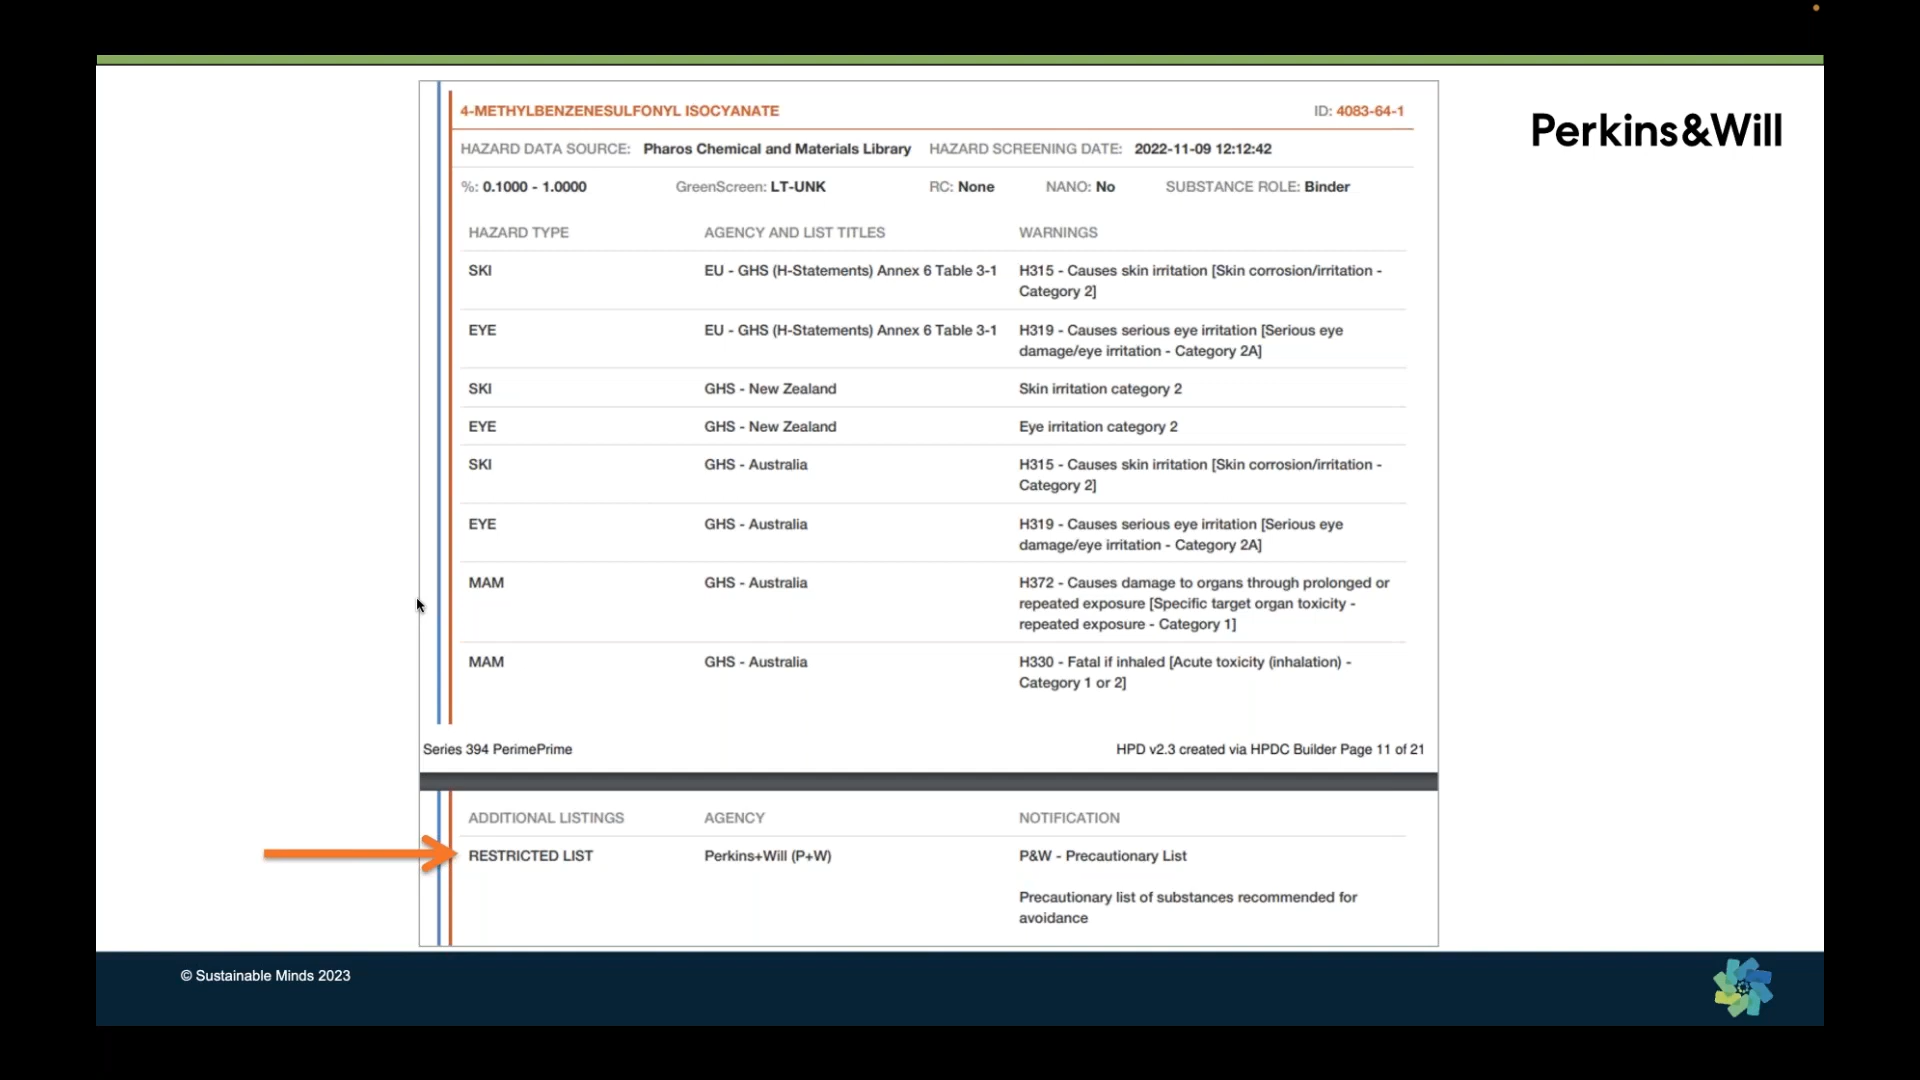 Perkins&Will
4-METHYLBENZENESULFONYL ISOCYANATE ID: 4083-64-1
HAZARD DATA SOURCE: Pharos Chemical and Materials Library HAZARD SCREENING DATE: 2022-11-09 12:12:42
%: 0.1000 - 1.0000 GreenScreen: LT-UNK RC: None NANO: No SUBSTANCE ROLE: Binder
HAZARD TYPE AGENCY AND LIST TITLES WARNINGS
SKI EU - GHS (H-Statements) Annex 6 Table 3-1 H315 - Causes skin irritation [Skin corrosion/irritation -
Category 2]
EYE EU - GHS (H-Statements) Annex 6 Table 3-1 H319 - Causes serious eye irritation [Serious eye
damage/eye irritation - Category 2A]
SKI GHS - New Zealand Skin irritation category 2
EYE GHS - New Zealand Eye irritation category 2
SKI GHS - Australia H315 - Causes skin irritation [Skin corrosion/irritation -
Category 2]
EYE GHS - Australia H319 - Causes serious eye irritation [Serious eye
damage/eye irritation - Category 2A]
MAM GHS - Australia H372 - Causes damage to organs through prolonged or
repeated exposure [Specific target organ toxicity -
repeated exposure - Category 1]
MAM GHS - Australia H330 - Fatal if inhaled [Acute toxicity (inhalation) -
Category 1 or 2]
Series 394 PerimePrime HPD v2.3 created via HPDC Builder Page 11 of 21
ADDITIONAL LISTINGS AGENCY NOTIFICATION
RESTRICTED LIST Perkins+Will (P+W) P&W - Precautionary List
Precautionary list of substances recommended for
avoidance
© Sustainable Minds 2023